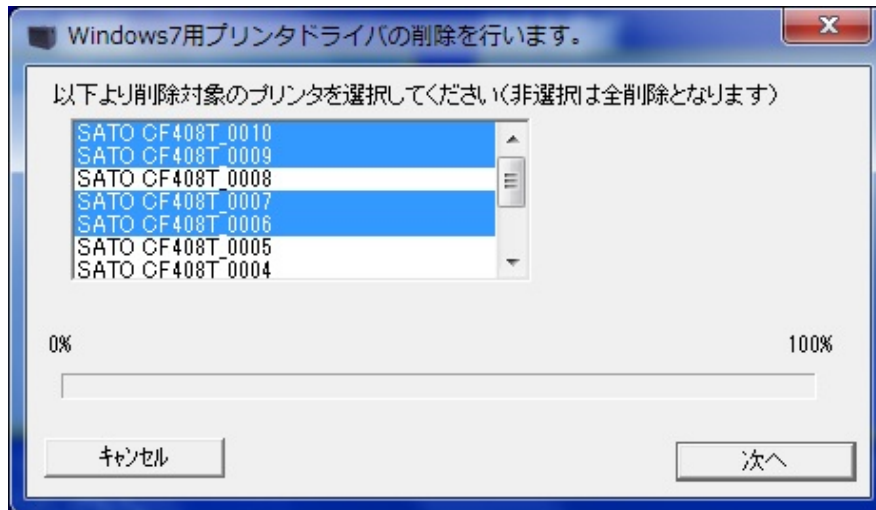 Windows7用プリンタドライバの削除を行います。
以下より削除対象のプリンタを選択してください(非選択は全削除となります)
SATO CF408T_0010
SATO CF408T_0009
SATO CF408T_0008
SATO CF408T_0007
SATO CF408T_0006
SATO CF408T_0005
SATO CF408T_0004
0%
100%
キャンセル
次へ